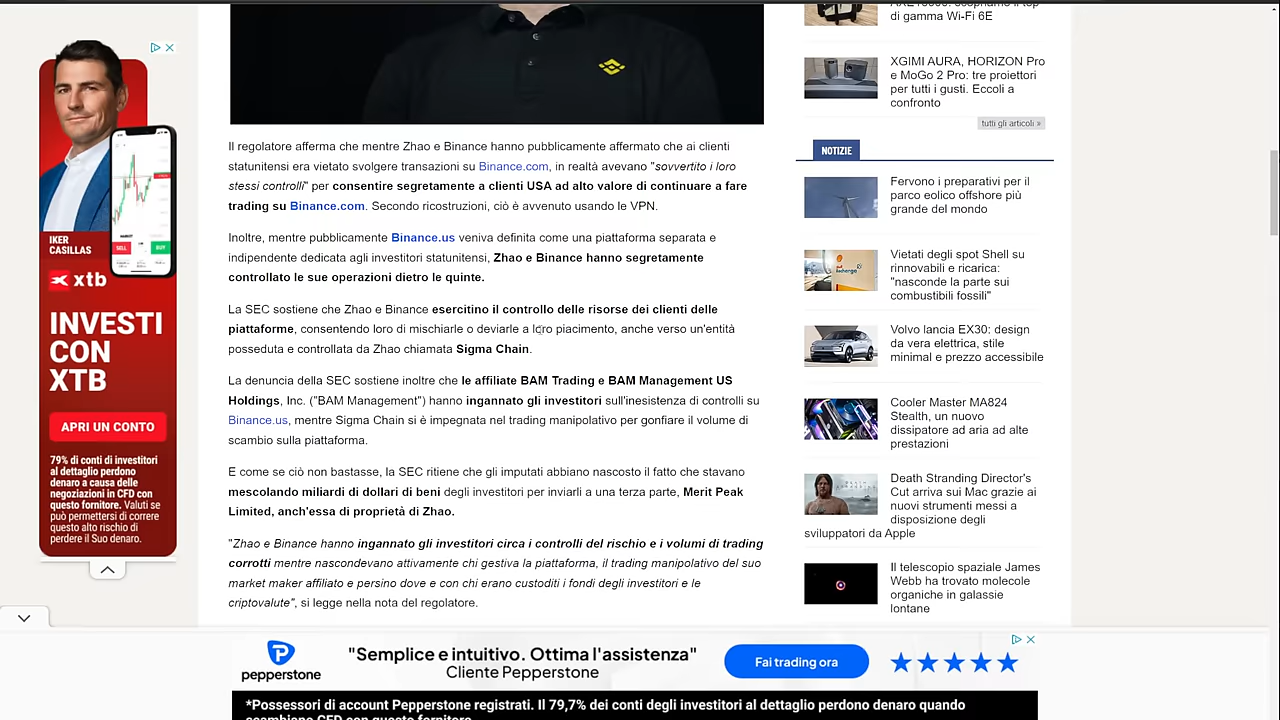 IKER
CASILLAS
xtb
INVESTI
CON
XTB
APRI UN CONTO
79% di conti di investitori
al dettaglio perdono
denaro a causa delle
negoziazioni in CFD con
questo fornitore. Valuti se
può permettersi di correre
questo alto rischio di
perdere il Suo denaro.
SELL
BUY
Il regolatore afferma che mentre Zhao e Binance hanno pubblicamente affermato che ai clienti
statunitensi era vietato svolgere transazioni su Binance.com, in realtà avevano "sovvertito i loro
stessi controlli" per consentire segretamente a clienti USA ad alto valore di continuare a fare
trading su Binance.com. Secondo ricostruzioni, ciò è avvenuto usando le VPN.
Inoltre, mentre pubblicamente Binance.us veniva definita come una piattaforma separata e
indipendente dedicata agli investitori statunitensi, Zhao e Binance hanno segretamente
controllato le sue operazioni dietro le quinte.
La SEC sostiene che Zhao e Binance esercitino il controllo delle risorse dei clienti delle
piattaforme, consentendo loro di mischiarle o deviarle a loro piacimento, anche verso un'entità
posseduta e controllata da Zhao chiamata Sigma Chain.
La denuncia della SEC sostiene inoltre che le affiliate BAM Trading e BAM Management US
Holdings, Inc. ("BAM Management") hanno ingannato gli investitori sull'inesistenza di controlli su
Binance.us, mentre Sigma Chain si è impegnata nel trading manipolativo per gonfiare il volume di
scambio sulla piattaforma.
E come se ciò non bastasse, la SEC ritiene che gli imputati abbiano nascosto il fatto che stavano
mescolando miliardi di dollari di beni degli investitori per inviarli a una terza parte, Merit Peak
Limited, anch'essa di proprietà di Zhao.
"Zhao e Binance hanno ingannato gli investitori circa i controlli del rischio e i volumi di trading
corrotti mentre nascondevano attivamente chi gestiva la piattaforma, il trading manipolativo del suo
market maker affiliato e persino dove e con chi erano custoditi i fondi degli investitori e le
criptovalute", si legge nella nota del regolatore.
di gamma Wi-Fi 6E
XGIMI AURA, HORIZON Pro
e MoGo 2 Pro: tre proiettori
per tutti i gusti. Eccoli a
confronto
tutti gli articoli »
NOTIZIE
Fervono i preparativi per il
parco eolico offshore più
grande del mondo
Vietati degli spot Shell su
rinnovabili e ricarica:
"nasconde la parte sui
combustibili fossili"
Volvo lancia EX30: design
da vera elettrica, stile
minimal e prezzo accessibile
Cooler Master MA824
Stealth, un nuovo
dissipatore ad aria ad alte
prestazioni
Death Stranding Director's
Cut arriva sui Mac grazie ai
nuovi strumenti messi a
disposizione degli
sviluppatori da Apple
Il telescopio spaziale James
Webb ha trovato molecole
organiche in galassie
lontane
pepperstone
"Semplice e intuitivo. Ottima l'assistenza"
Cliente Pepperstone
Fai trading ora
*Possessori di account Pepperstone registrati. Il 79,7% dei conti degli investitori al dettaglio perdono denaro quando
scambiano CFD con questo fornitore.